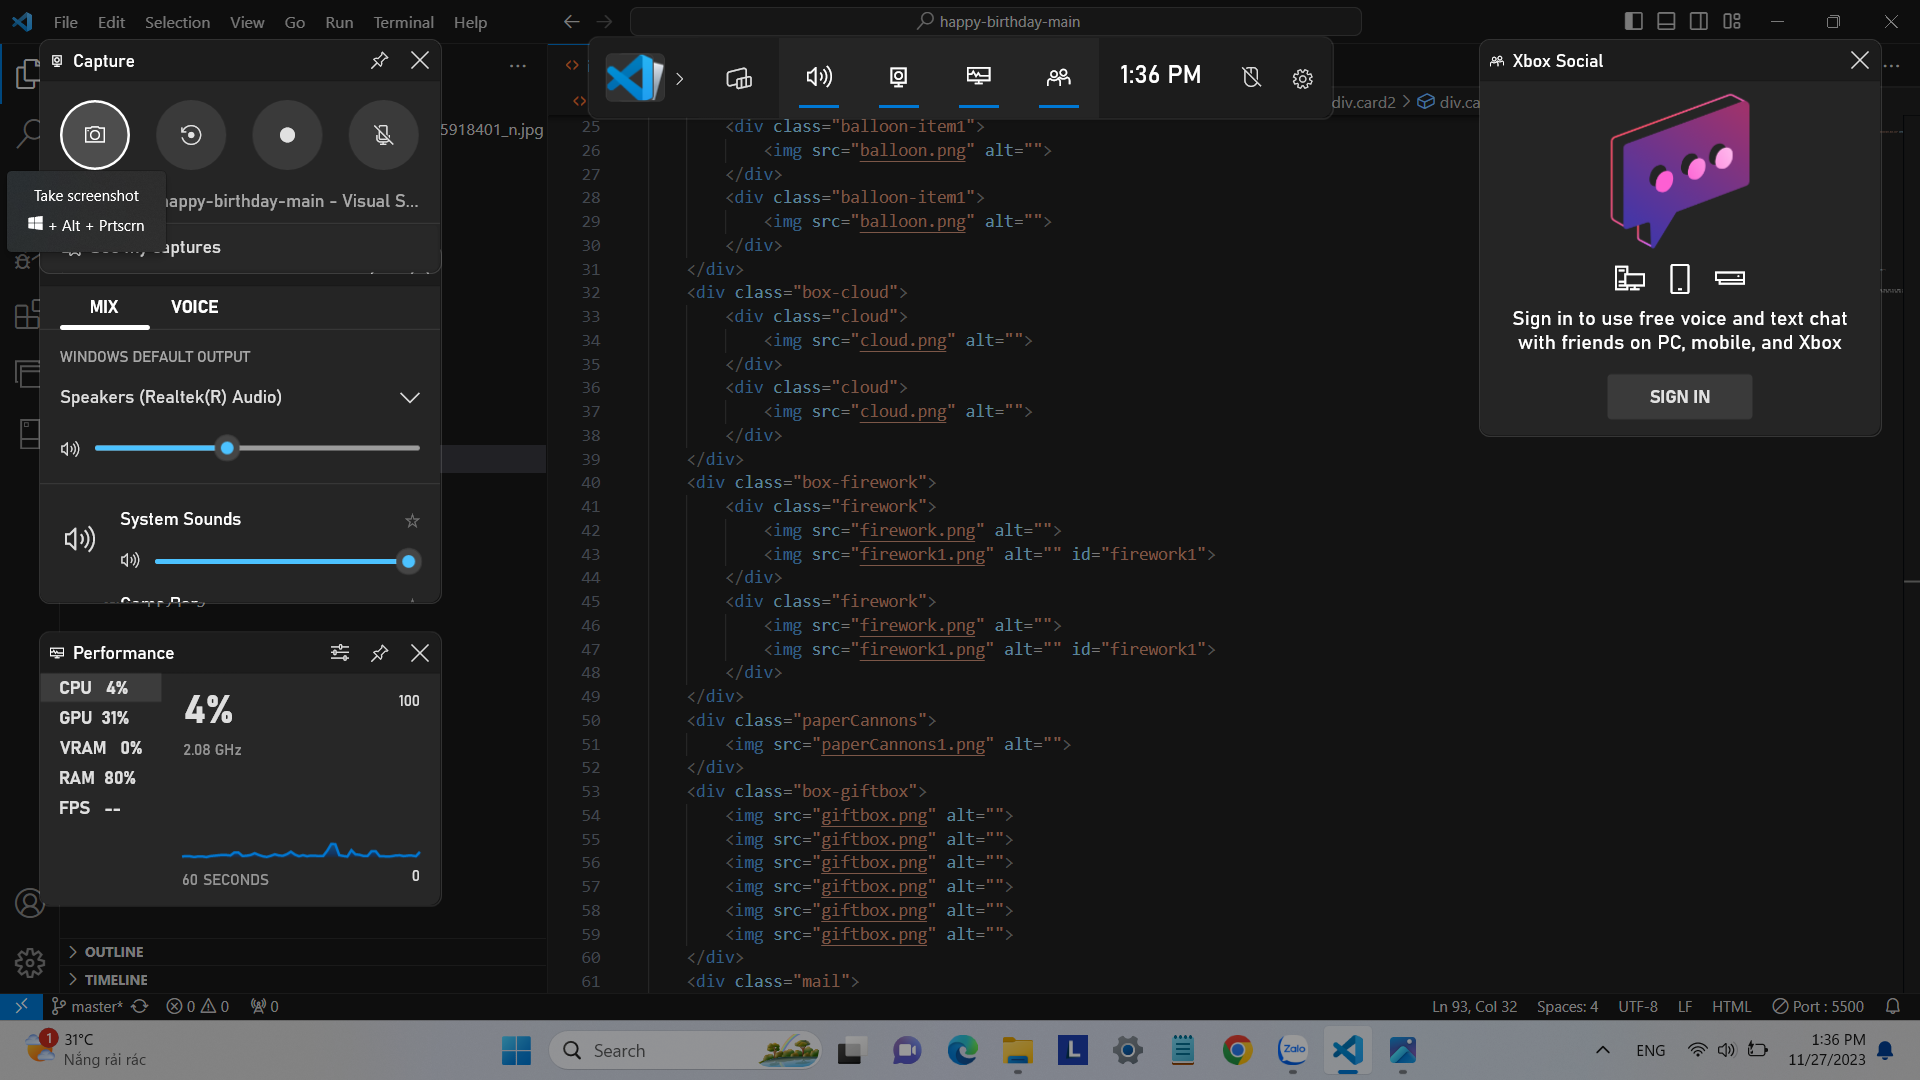 File Edit Selection View Go Run Terminal Help
happy-birthday-main
Capture
Take screenshot
+ Alt + Prtscrn
appy-birthday-main - Visual S...
5918401_n.jpg
MIX VOICE
WINDOWS DEFAULT OUTPUT
Speakers (Realtek(R) Audio)
System Sounds
Performance
CPU 4%
GPU 31%
VRAM 0%
RAM 80%
FPS --
4%
2.08 GHz
100
60 SECONDS
0
OUTLINE
TIMELINE
1:36 PM
div.card2 > div.ca
25 <div class="balloon-item1">
26 <img src="balloon.png" alt="">
27 </div>
28 <div class="balloon-item1">
29 <img src="balloon.png" alt="">
30 </div>
31 </div>
32 <div class="box-cloud">
33 <div class="cloud">
34 <img src="cloud.png" alt="">
35 </div>
36 <div class="cloud">
37 <img src="cloud.png" alt="">
38 </div>
39 </div>
40 <div class="box-firework">
41 <div class="firework">
42 <img src="firework.png" alt="">
43 <img src="firework1.png" alt="" id="firework1">
44 </div>
45 <div class="firework">
46 <img src="firework.png" alt="">
47 <img src="firework1.png" alt="" id="firework1">
48 </div>
49 </div>
50 <div class="paperCannons">
51 <img src="paperCannons1.png" alt="">
52 </div>
53 <div class="box-giftbox">
54 <img src="giftbox.png" alt="">
55 <img src="giftbox.png" alt="">
56 <img src="giftbox.png" alt="">
57 <img src="giftbox.png" alt="">
58 <img src="giftbox.png" alt="">
59 <img src="giftbox.png" alt="">
60 </div>
61 <div class="mail">
Xbox Social
Sign in to use free voice and text chat
with friends on PC, mobile, and Xbox
SIGN IN
master* 0 0 0
Ln 93, Col 32 Spaces: 4 UTF-8 LF HTML Port : 5500
1
31°C
Nắng rải rác
Search
L
Zalo
ENG
1:36 PM
11/27/2023